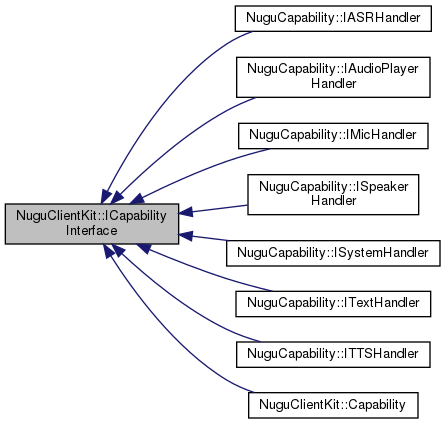 NuguCapability::IASRHandler
NuguCapability::IAudioPlayer
Handler
NuguCapability::IMicHandler
NuguCapability::ISpeaker
Handler
NuguClientKit::ICapability
Interface
NuguCapability::ISystemHandler
NuguCapability::ITextHandler
NuguCapability::ITTSHandler
NuguClientKit::Capability